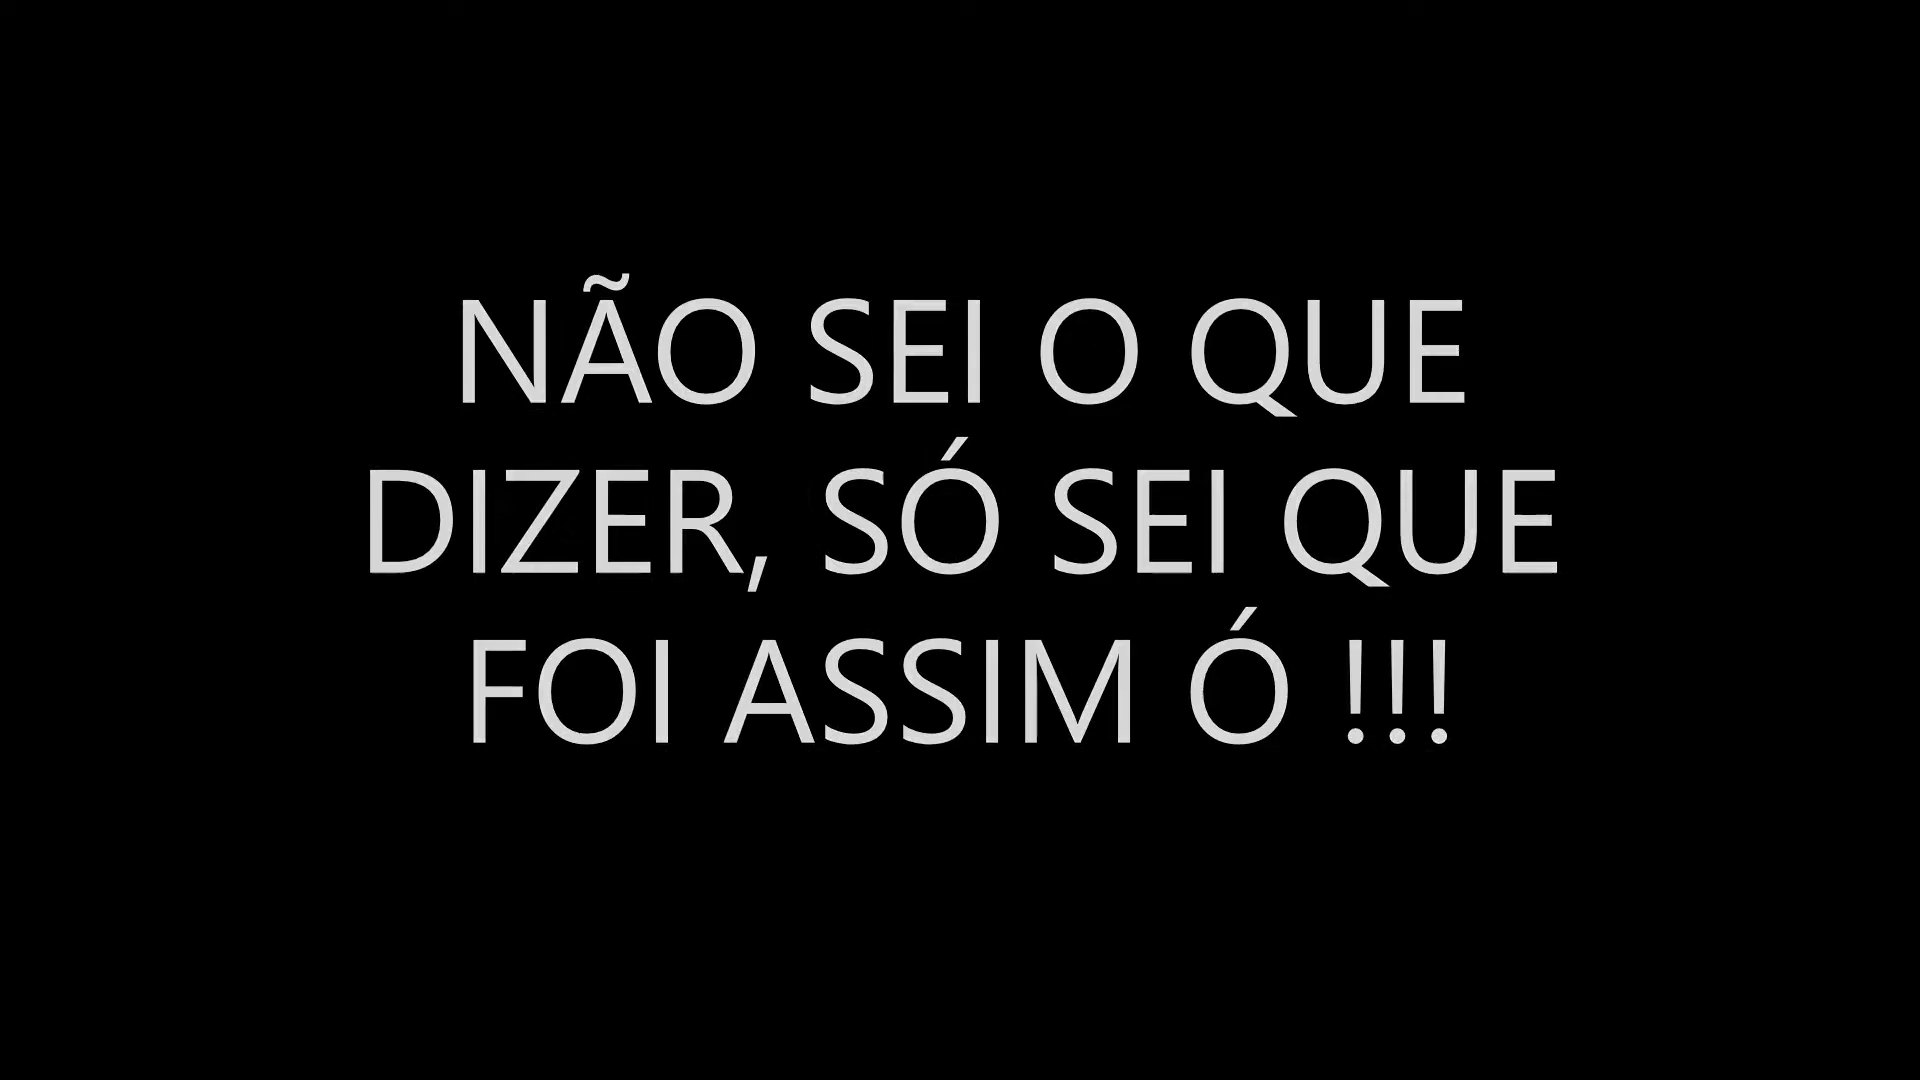 NÃO SEI O QUE
DIZER, SÓ SEI QUE
FOI ASSIM Ó !!!